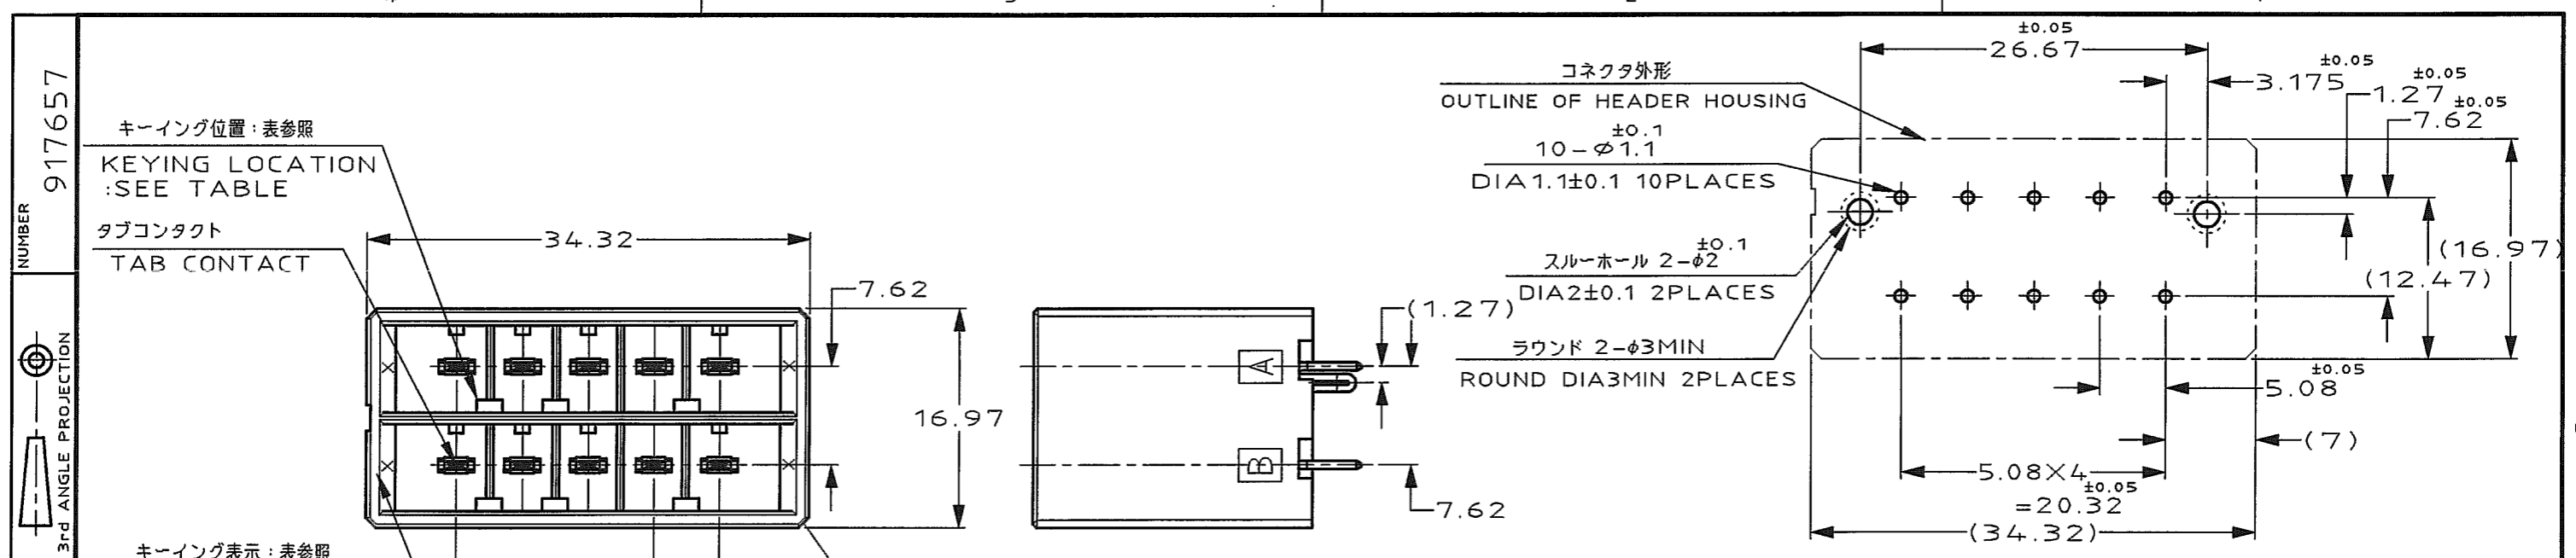 NUMBER
9176657
3rd ANGLE PROJECTION
キーイング位置：表参照
KEYING LOCATION
:SEE TABLE
タブコンタクト
TAB CONTACT
キーイング表示：表参照
34.32
7.62
16.97
A
B
(1.27)
7.62
コネクタ外形
OUTLINE OF HEADER HOUSING
±0.1
10-φ1.1
DIA1.1±0.1 10PLACES
±0.1
スルーホール 2-φ2
DIA2±0.1 2PLACES
ラウンド 2-φ3MIN
ROUND DIA3MIN 2PLACES
±0.05
26.67
±0.05
3.175
±0.05
1.27
±0.05
7.62
(16.97)
(12.47)
±0.05
5.08
(7)
5.08X4
±0.05
=20.32
(34.32)